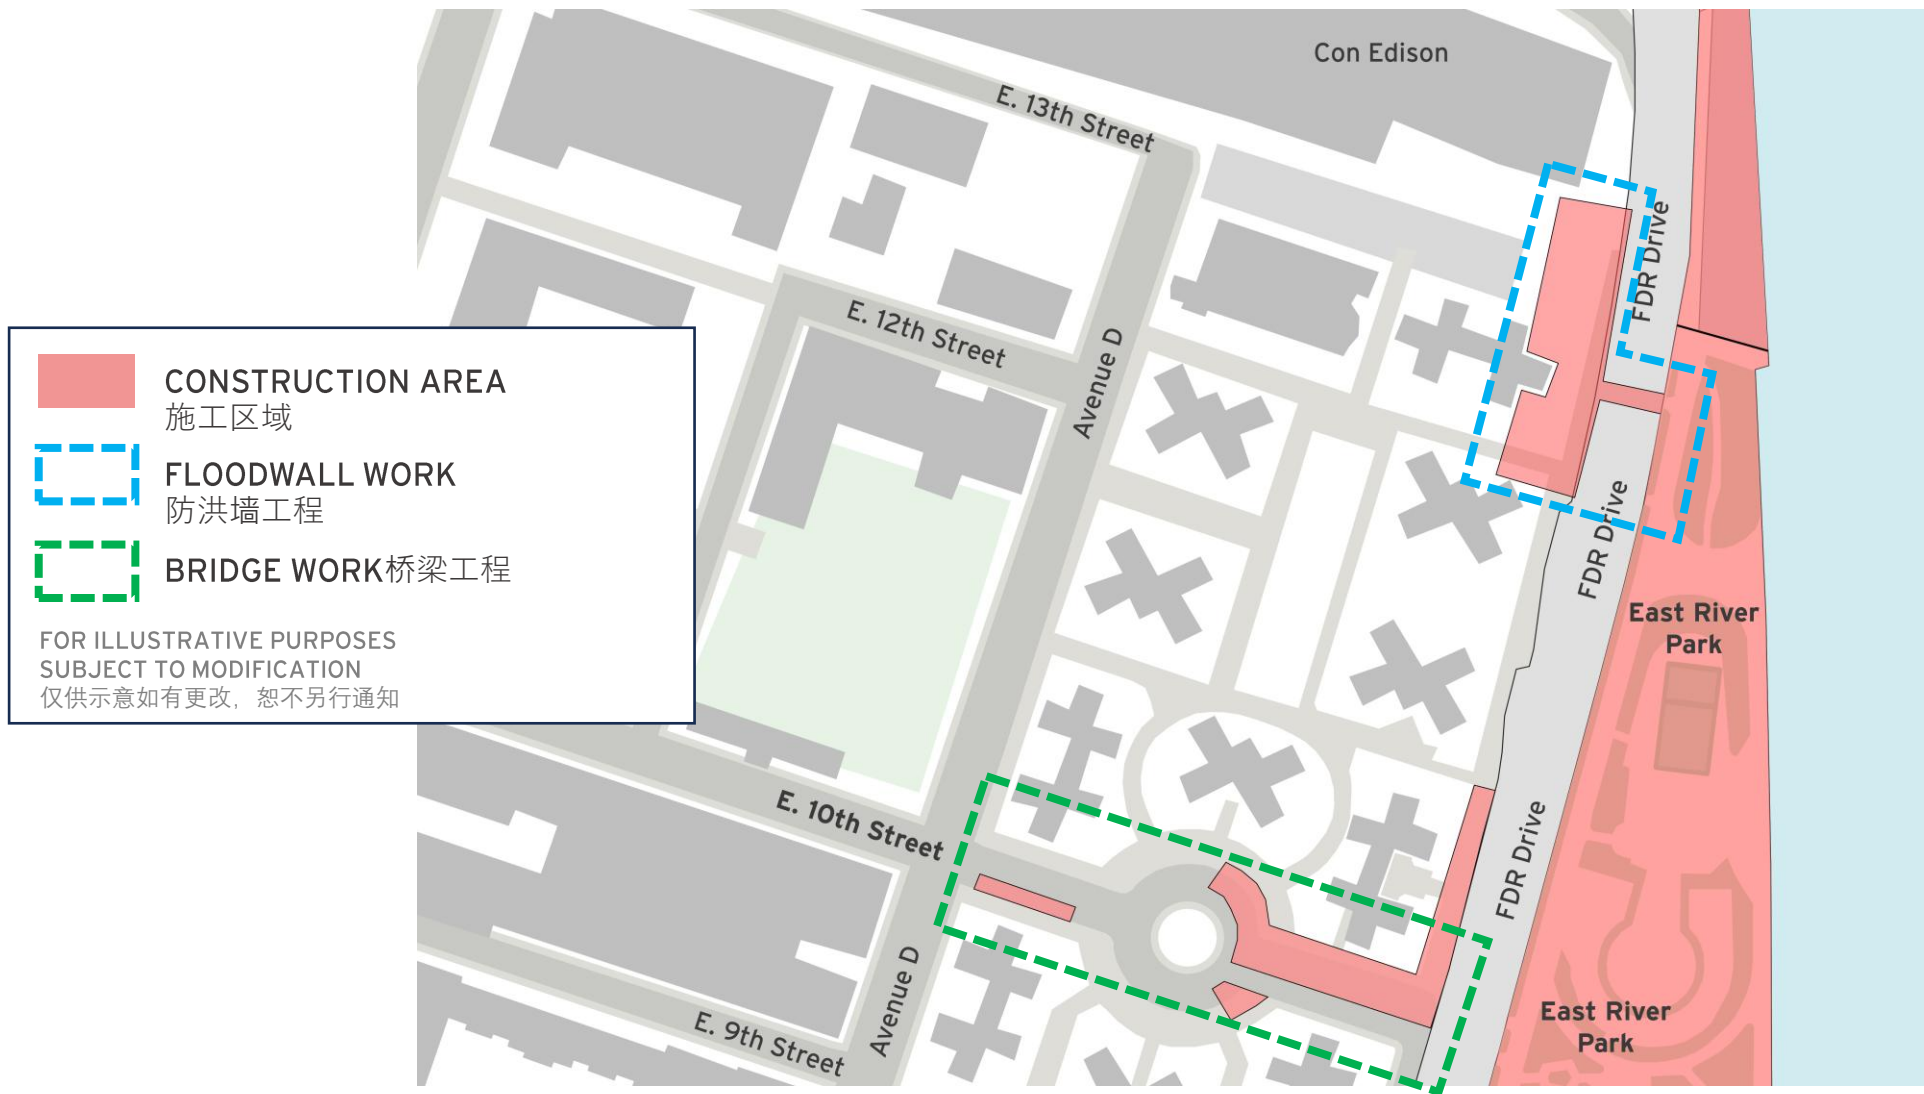 Con Edison
E. 13th Street
FDR Drive
E. 12th Street
Avenue D
CONSTRUCTION AREA
施工区域
FLOODWALL WORK
防洪墙工程
BRIDGE WORK桥梁工程
FOR ILLUSTRATIVE PURPOSES
SUBJECT TO MODIFICATION
仅供示意如有更改，恕不另行通知
FDR Drive
East River
Park
E. 10th Street
FDR Drive
Avenue D
E. 9th Street
East River
Park